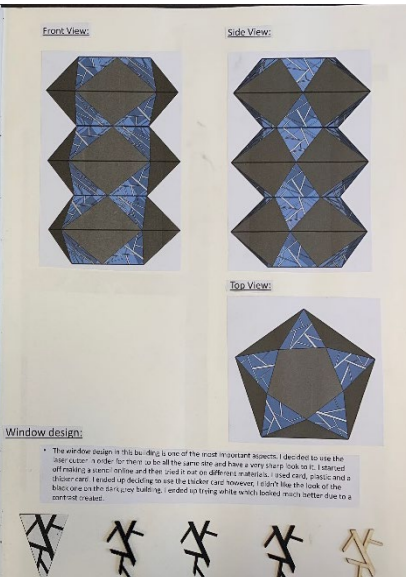 Front View:
Side View:
Top View:
Window design:
• The window design in this building is one of the most important aspects. I decided to use the
laser cutter in order for them to be all the same size and have a very sharp look to it. I started
off making a stencil online and then tried it out on different materials. I used card, plastic and a
thicker card. I ended up deciding to use the thicker card however, I didn't like the look of the
black one on the dark grey building. I ended up trying white which looked much better due to a
contrast created.